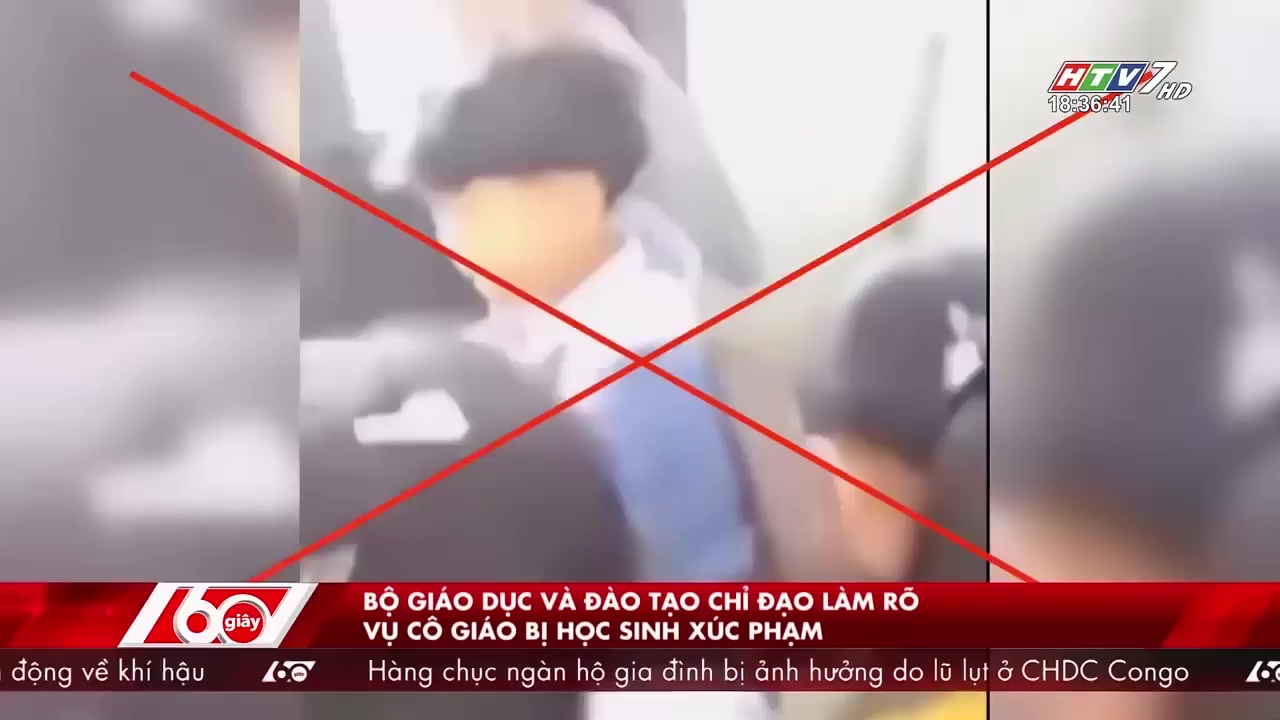 HTV7 HD
18:36:41
60 giây
BỘ GIÁO DỤC VÀ ĐÀO TẠO CHỈ ĐẠO LÀM RÕ
VỤ CÔ GIÁO BỊ HỌC SINH XÚC PHẠM
động về khí hậu 60 giây Hàng chục ngàn hộ gia đình bị ảnh hưởng do lũ lụt ở CHDC Congo